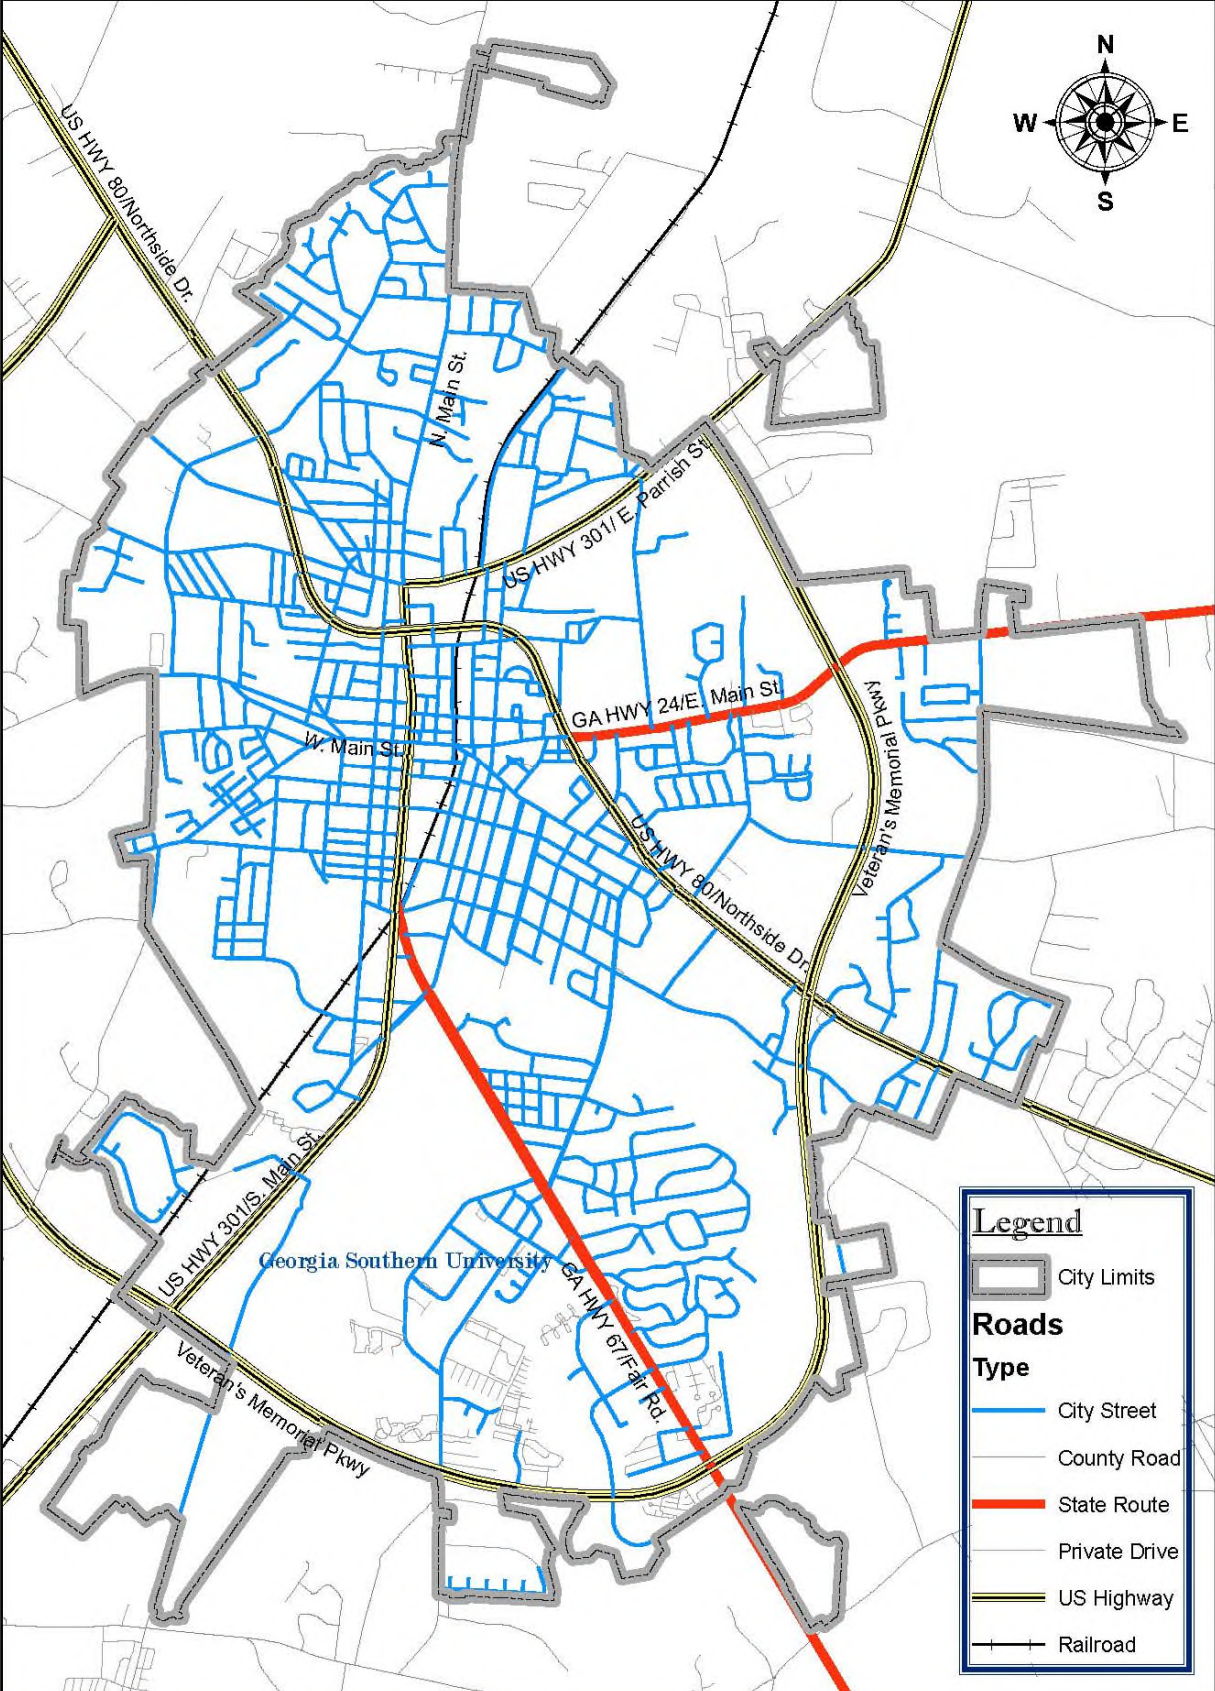 N
W
E
S
US HWY 80/Northside Dr.
N. Main St.
US HWY 301/ E. Parrish St.
GA HWY 24/E. Main St.
W. Main St.
Veteran's Memorial Pkwy
US HWY 80/Northside Dr.
US HWY 301/S. Main St.
Georgia Southern University
GA HWY 67/Fair Rd.
Veteran's Memorial Pkwy
Legend
City Limits
Roads
Type
City Street
County Road
State Route
Private Drive
US Highway
Railroad